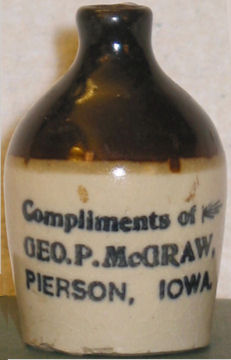 Compliments of
GEO. P. McGRAW,
PIERSON, IOWA.